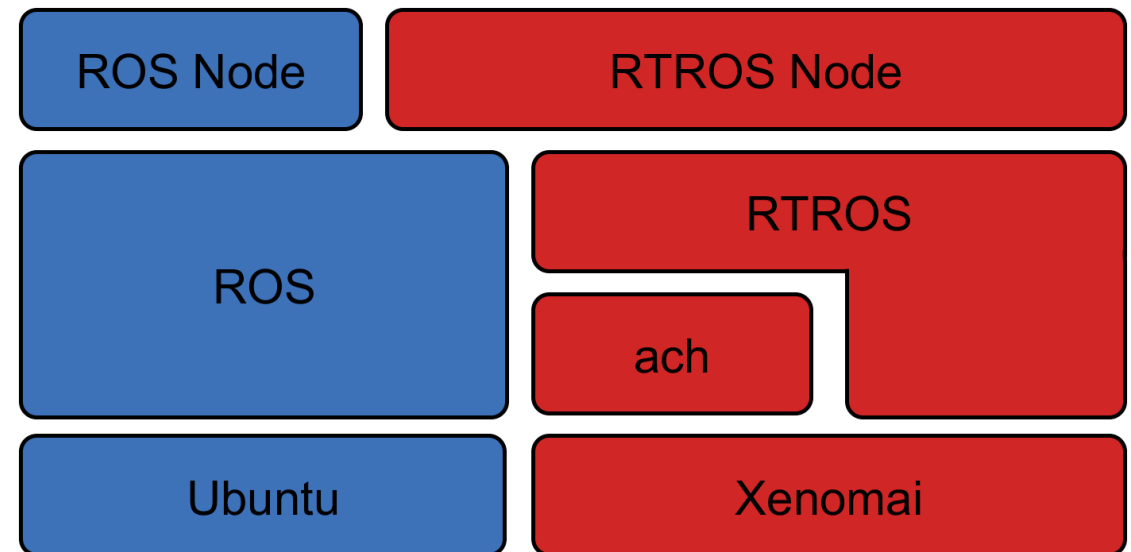 ROS Node
RTROS Node
ROS
RTROS
ach
Ubuntu
Xenomai